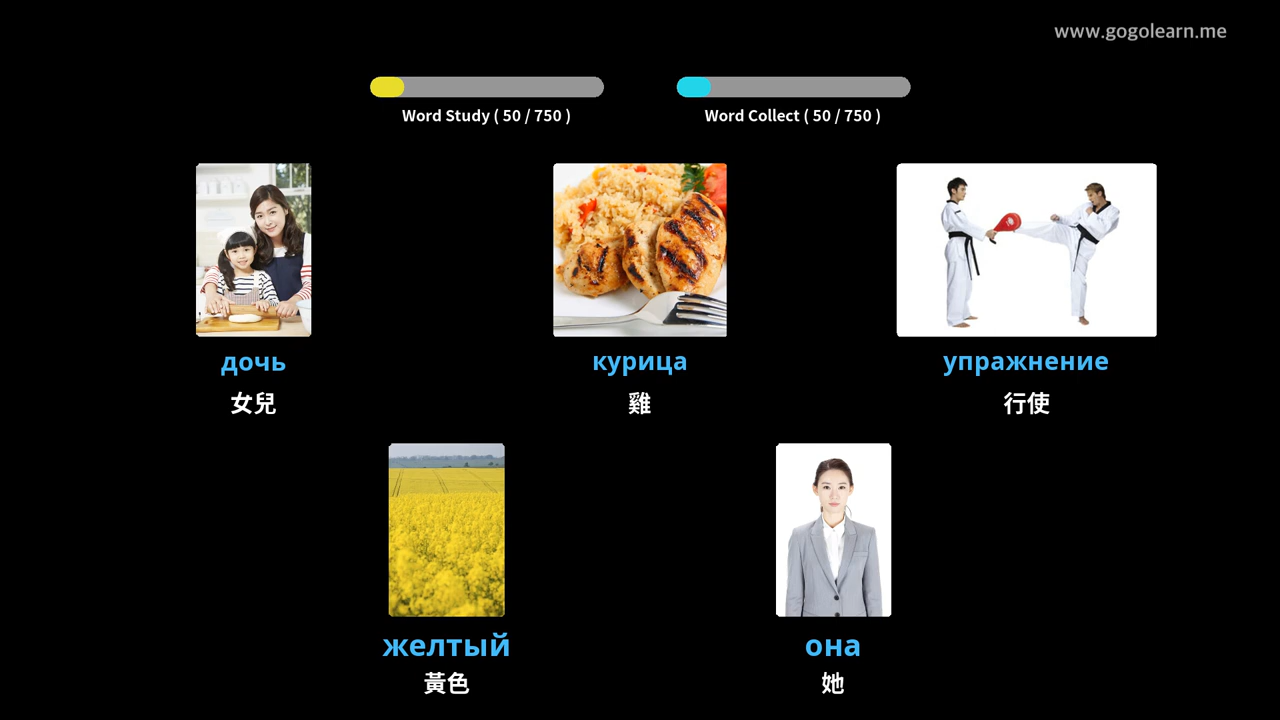 www.gogolearn.me
Word Study ( 50 / 750 )
Word Collect ( 50 / 750 )
дочь
курица
упражнение
女兒
雞
行使
желтый
она
黃色
她